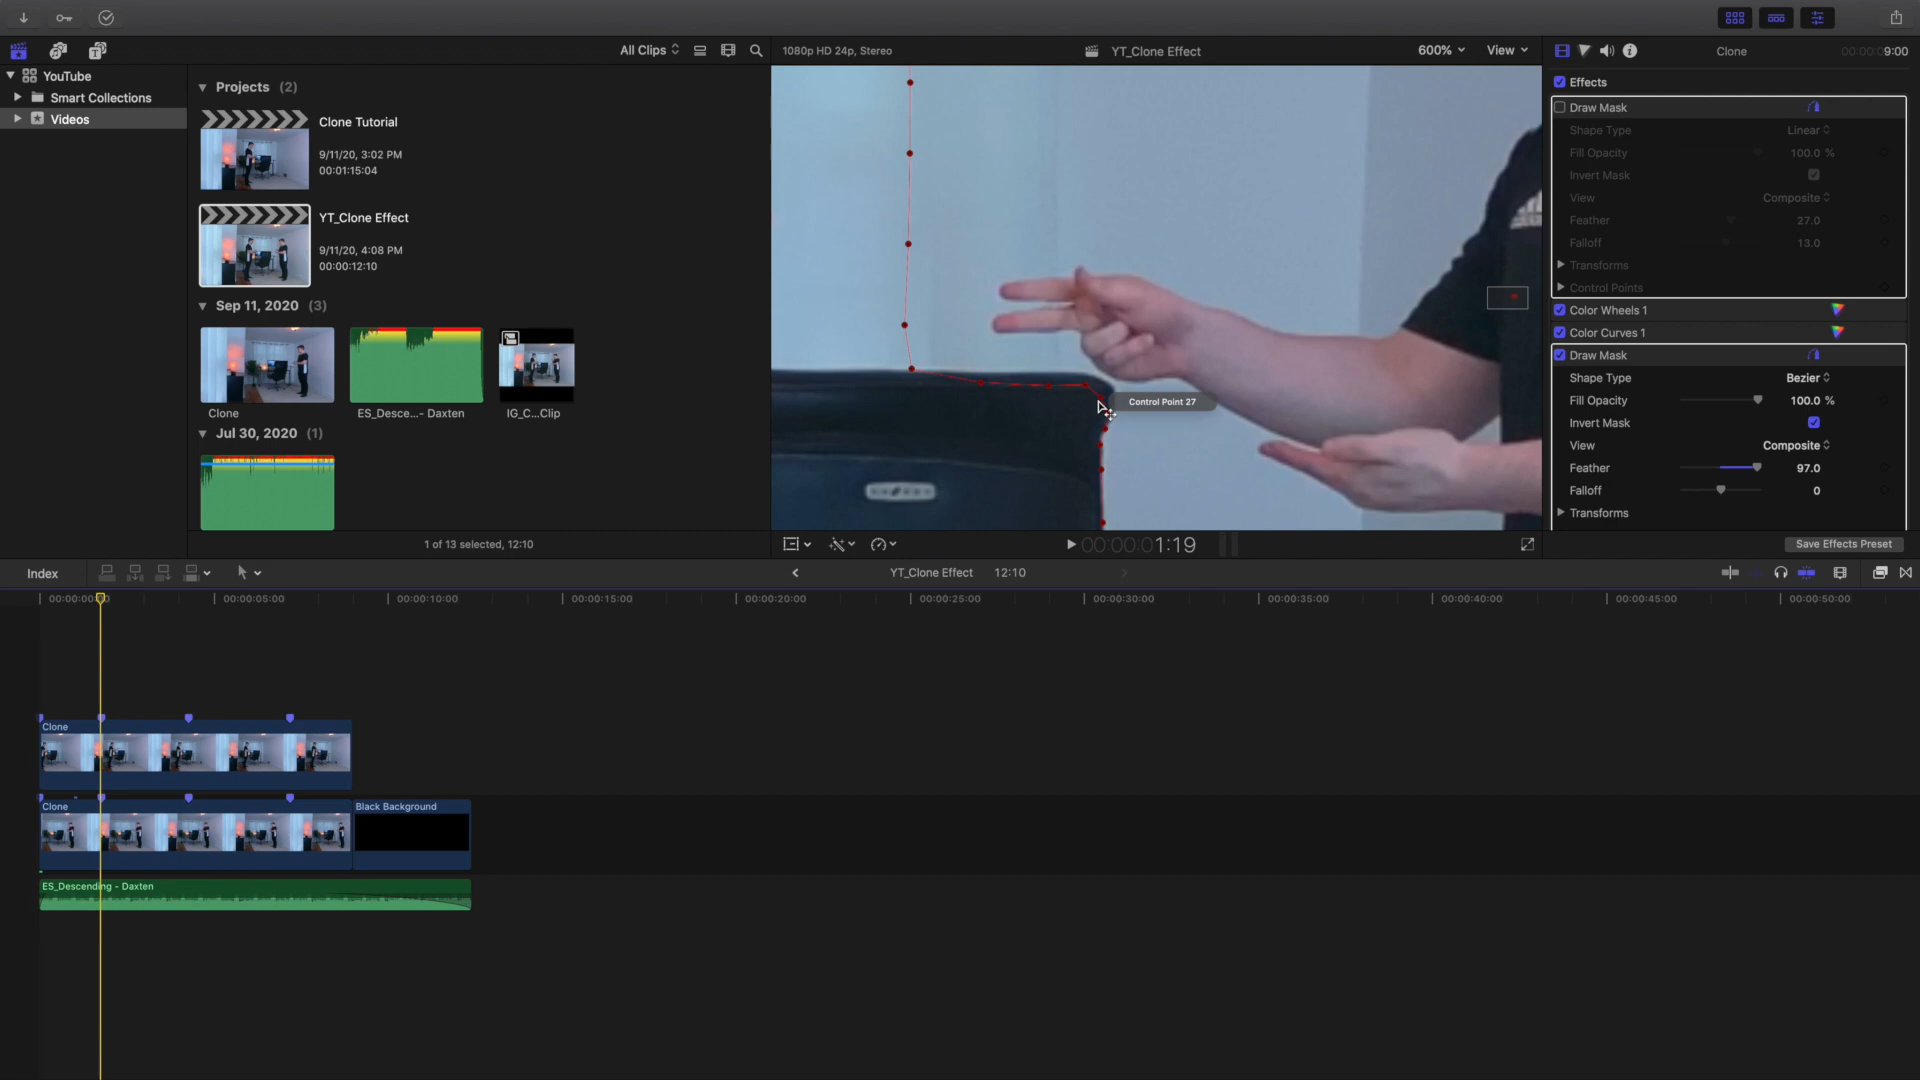 All Clips
1080p HD 24p, Stereo
YT_Clone Effect
600%
View
Clone
9:00
YouTube
Smart Collections
Videos
Projects (2)
Clone Tutorial
9/11/20, 3:02 PM
00:01:15:04
YT_Clone Effect
9/11/20, 4:08 PM
00:00:12:10
Sep 11, 2020 (3)
Clone
ES_Desce...- Daxten
IG_C...Clip
Jul 30, 2020 (1)
1 of 13 selected, 12:10
Control Point 27
00:00:01:19
Effects
Draw Mask
Shape Type Linear
Fill Opacity 100.0 %
Invert Mask
View Composite
Feather 27.0
Falloff 13.0
Transforms
Control Points
Color Wheels 1
Color Curves 1
Draw Mask
Shape Type Bezier
Fill Opacity 100.0 %
Invert Mask
View Composite
Feather 97.0
Falloff 0
Transforms
Save Effects Preset
Index
YT_Clone Effect 12:10
00:00:05:00
00:00:10:00
00:00:15:00
00:00:20:00
00:00:25:00
00:00:30:00
00:00:35:00
00:00:40:00
00:00:45:00
00:00:50:00
Clone
Clone
Black Background
ES_Descending - Daxten